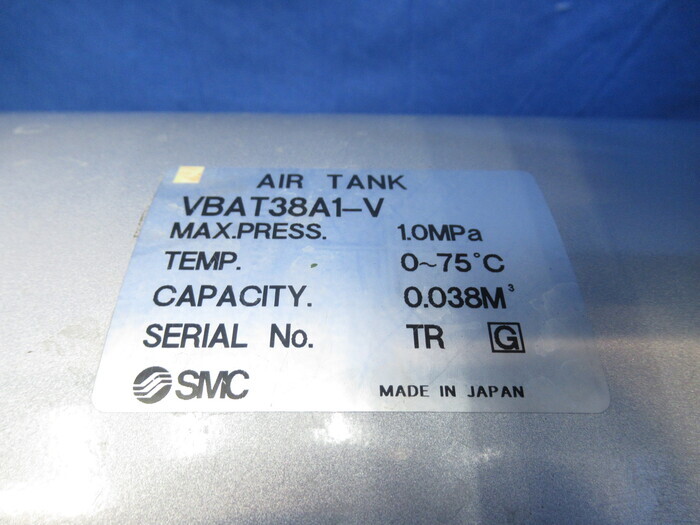 AIR TANK
VBAT38A1-V
MAX.PRESS. 1.0MPa
TEMP. 0~75°C
CAPACITY. 0.038M³
SERIAL No. TR G
SMC MADE IN JAPAN